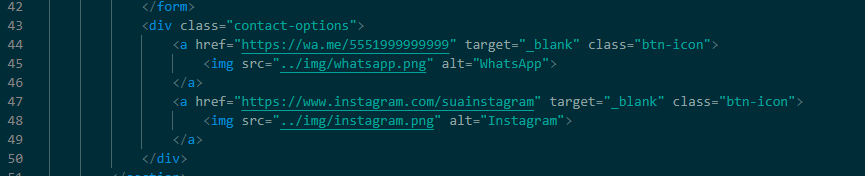 42 </form>
43 <div class="contact-options">
44 <a href="https://wa.me/5551999999999" target="_blank" class="btn-icon">
45 <img src="../img/whatsapp.png" alt="WhatsApp">
46 </a>
47 <a href="https://www.instagram.com/suainstagram" target="_blank" class="btn-icon">
48 <img src="../img/instagram.png" alt="Instagram">
49 </a>
50 </div>
51 </section>